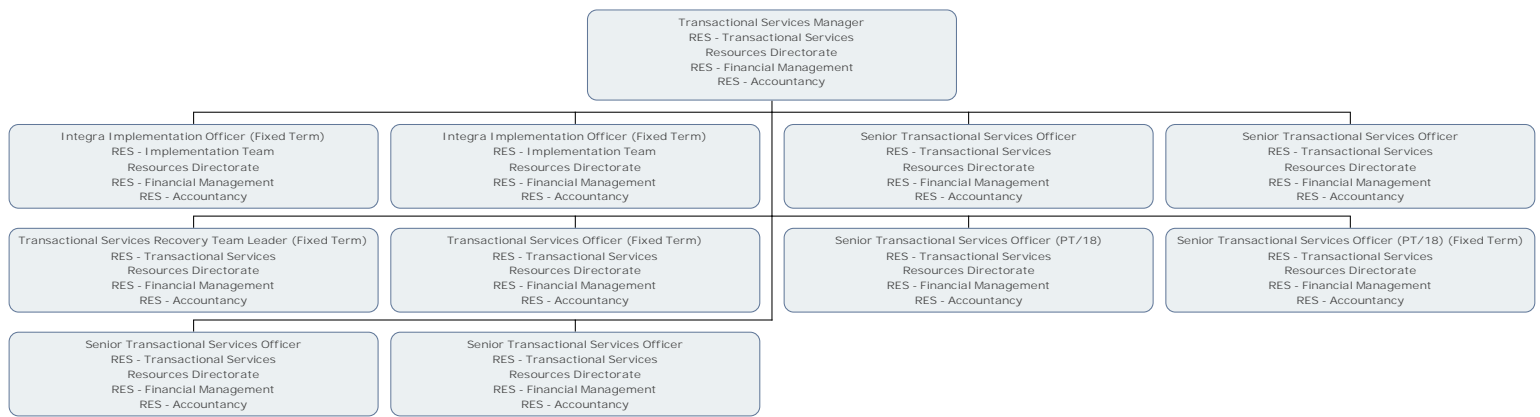 Transactional Services Manager
RES - Transactional Services
Resources Directorate
RES - Financial Management
RES - Accountancy
Integra Implementation Officer (Fixed Term)
RES - Implementation Team
Resources Directorate
RES - Financial Management
RES - Accountancy
Integra Implementation Officer (Fixed Term)
RES - Implementation Team
Resources Directorate
RES - Financial Management
RES - Accountancy
Senior Transactional Services Officer
RES - Transactional Services
Resources Directorate
RES - Financial Management
RES - Accountancy
Senior Transactional Services Officer
RES - Transactional Services
Resources Directorate
RES - Financial Management
RES - Accountancy
Transactional Services Recovery Team Leader (Fixed Term)
RES - Transactional Services
Resources Directorate
RES - Financial Management
RES - Accountancy
Transactional Services Officer (Fixed Term)
RES - Transactional Services
Resources Directorate
RES - Financial Management
RES - Accountancy
Senior Transactional Services Officer (PT/18)
RES - Transactional Services
Resources Directorate
RES - Financial Management
RES - Accountancy
Senior Transactional Services Officer (PT/18) (Fixed Term)
RES - Transactional Services
Resources Directorate
RES - Financial Management
RES - Accountancy
Senior Transactional Services Officer
RES - Transactional Services
Resources Directorate
RES - Financial Management
RES - Accountancy
Senior Transactional Services Officer
RES - Transactional Services
Resources Directorate
RES - Financial Management
RES - Accountancy